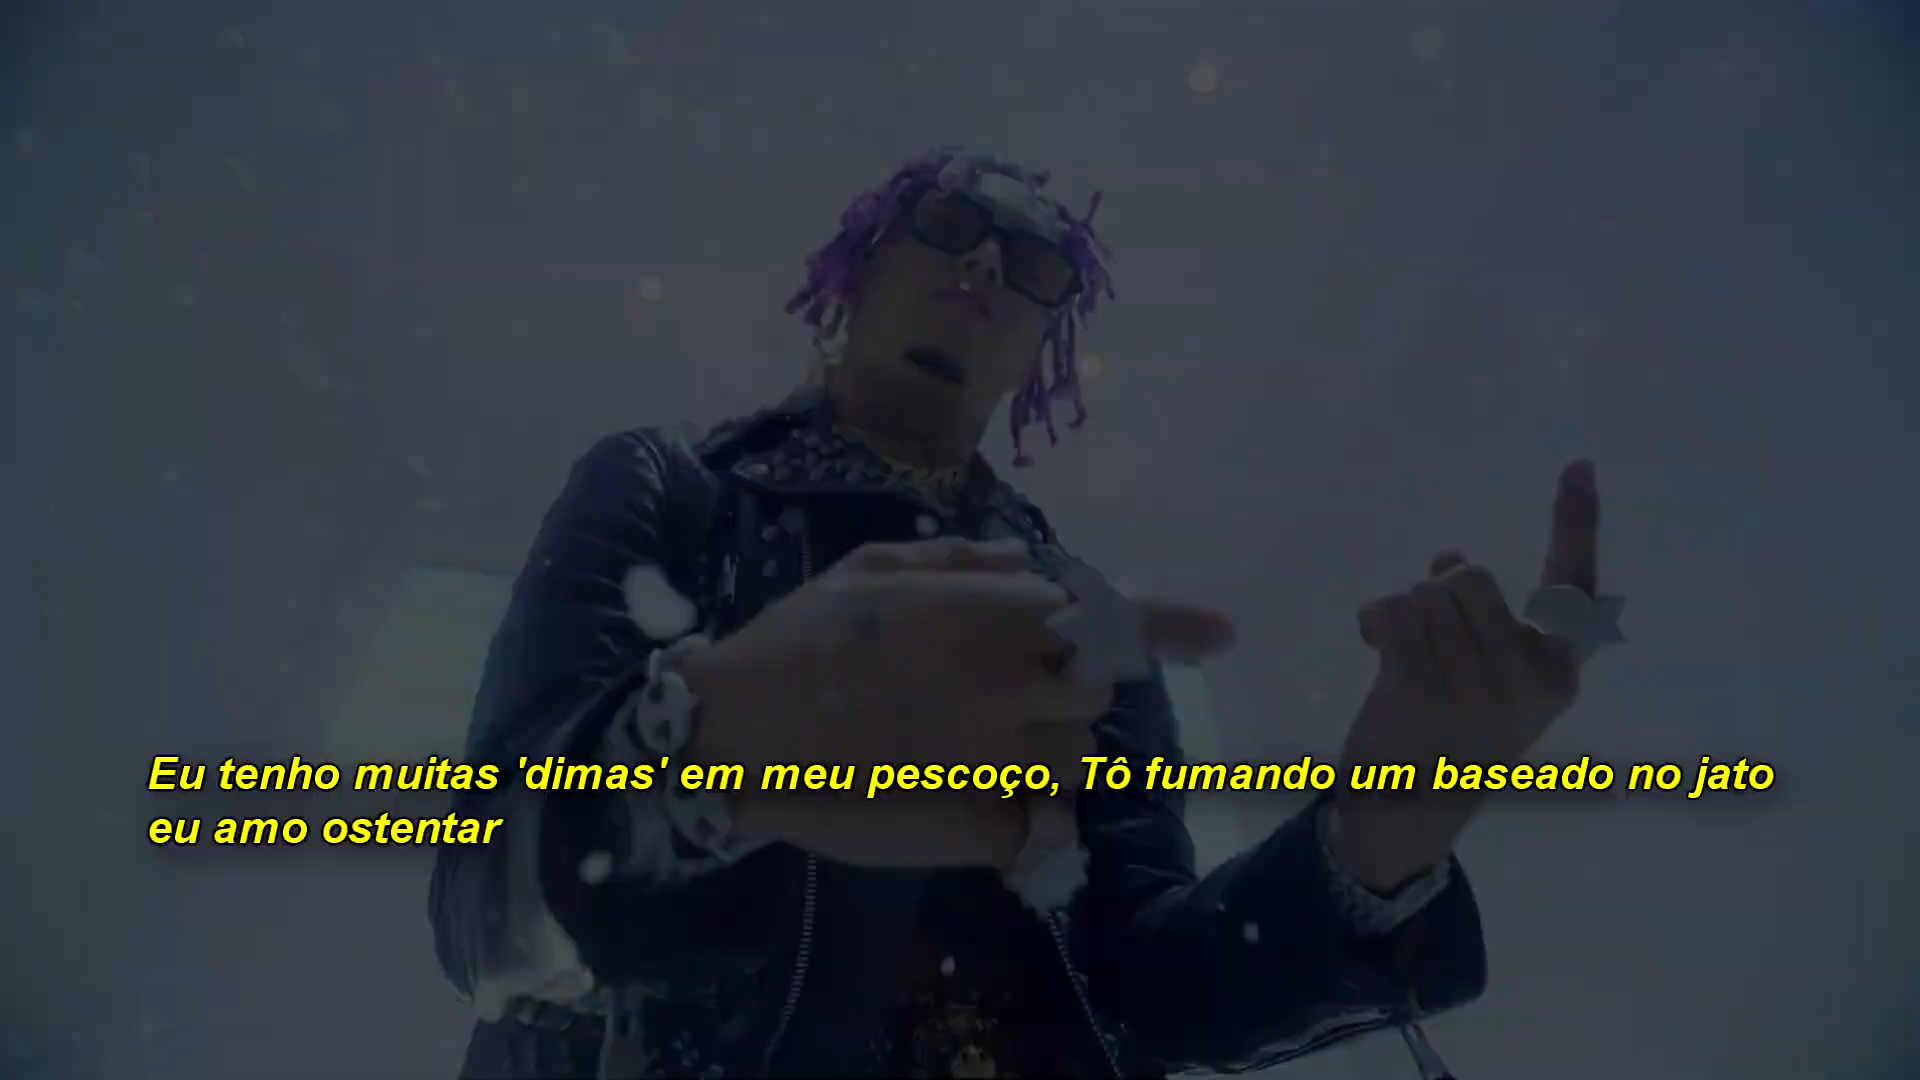 Eu tenho muitas 'dimas' em meu pescoço, Tô fumando um baseado no jato
eu amo ostentar